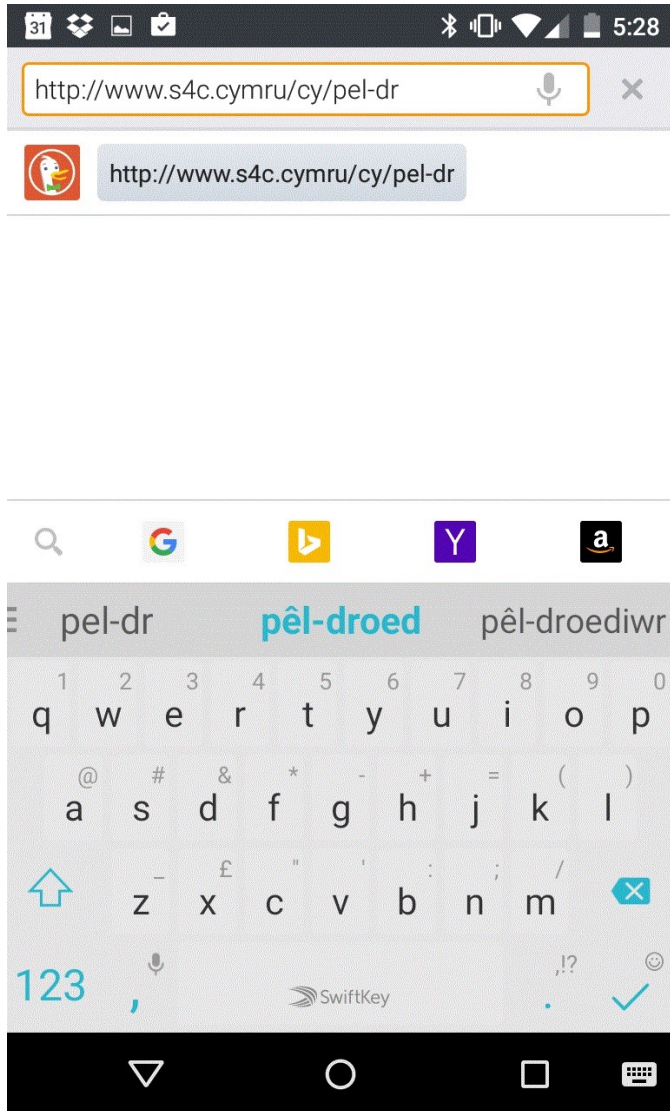 31 5:28
http://www.s4c.cymru/cy/pel-dr
http://www.s4c.cymru/cy/pel-dr
G Y a
pel-dr pêl-droed pêl-droediwr
1 2 3 4 5 6 7 8 9 0
q w e r t y u i o p
@ # & * - + = ( )
a s d f g h j k l
_ £ " ' : ; /
z x c v b n m
123 , SwiftKey . ,!?